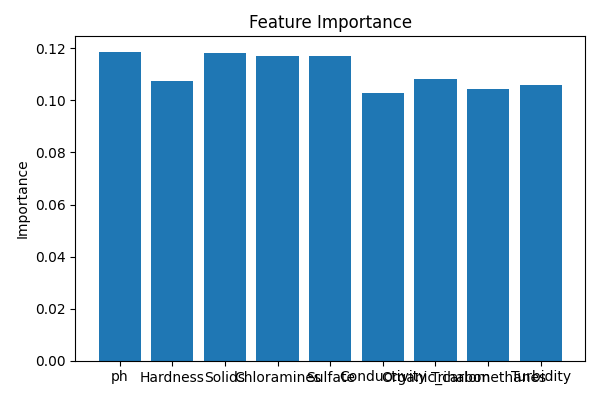 Feature Importance
Importance
0.12
0.10
0.08
0.06
0.04
0.02
0.00
ph
Hardness
Solids
Chloramines
Sulfate
Conductivity
Organic_carbon
Trihalomethanes
Turbidity